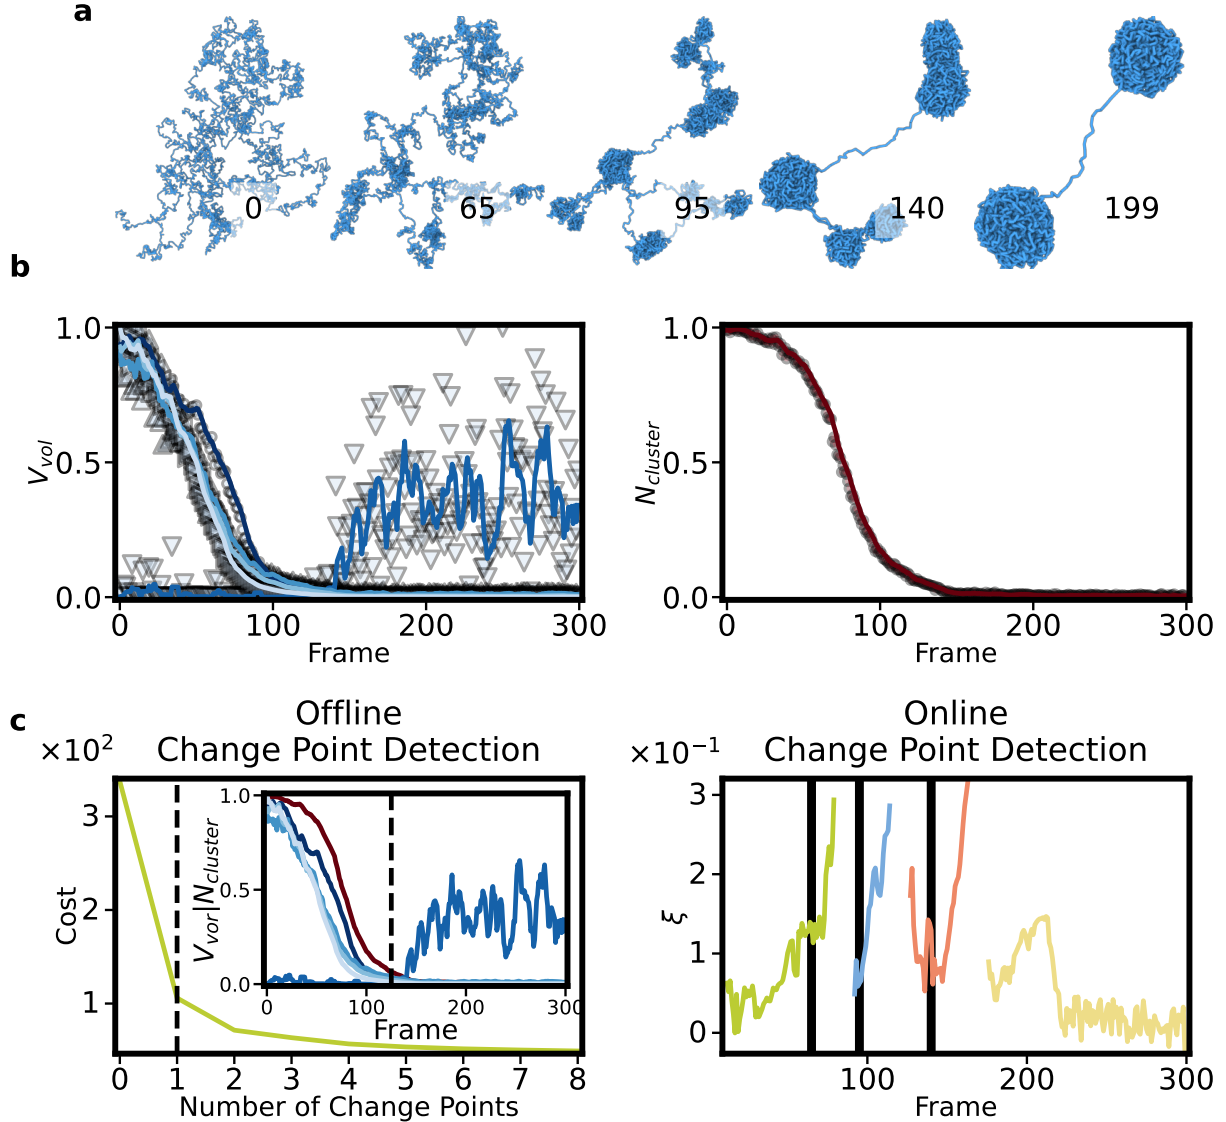 a
0
65
95
140
199
b
1.0
0.5
0.0
V_vol
0
100
200
300
Frame
1.0
0.5
0.0
N_cluster
0
100
200
300
Frame
c
Offline
Change Point Detection
×10²
3
2
1
Cost
0 1 2 3 4 5 6 7 8
Number of Change Points
1.0
0.5
0.0
V_vor|N_cluster
0
100
200
300
Frame
Online
Change Point Detection
×10⁻¹
3
2
1
0
ξ
100
200
300
Frame